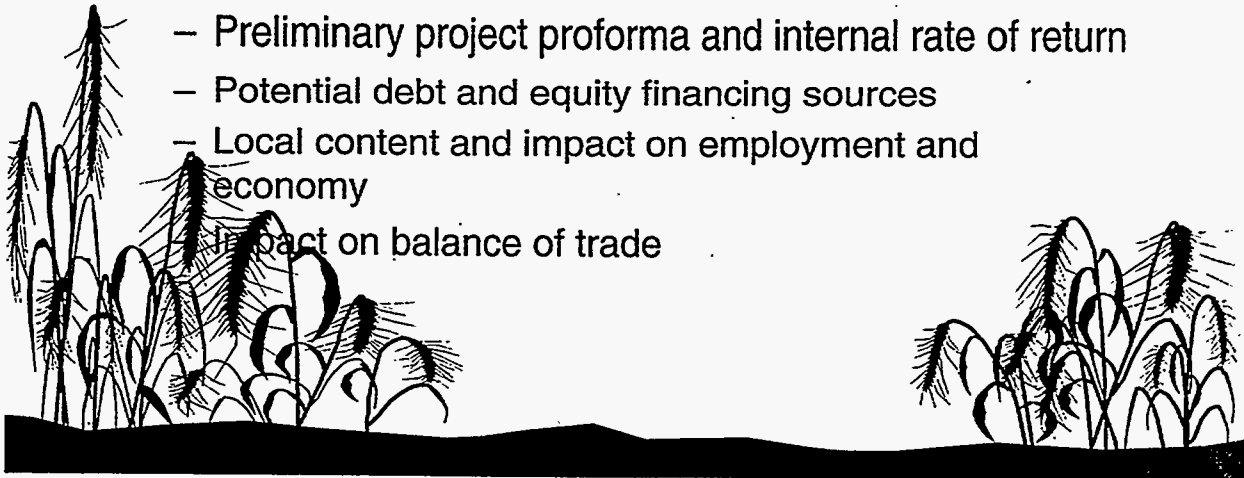 – Preliminary project proforma and internal rate of return
– Potential debt and equity financing sources
– Local content and impact on employment and
economy
– Impact on balance of trade